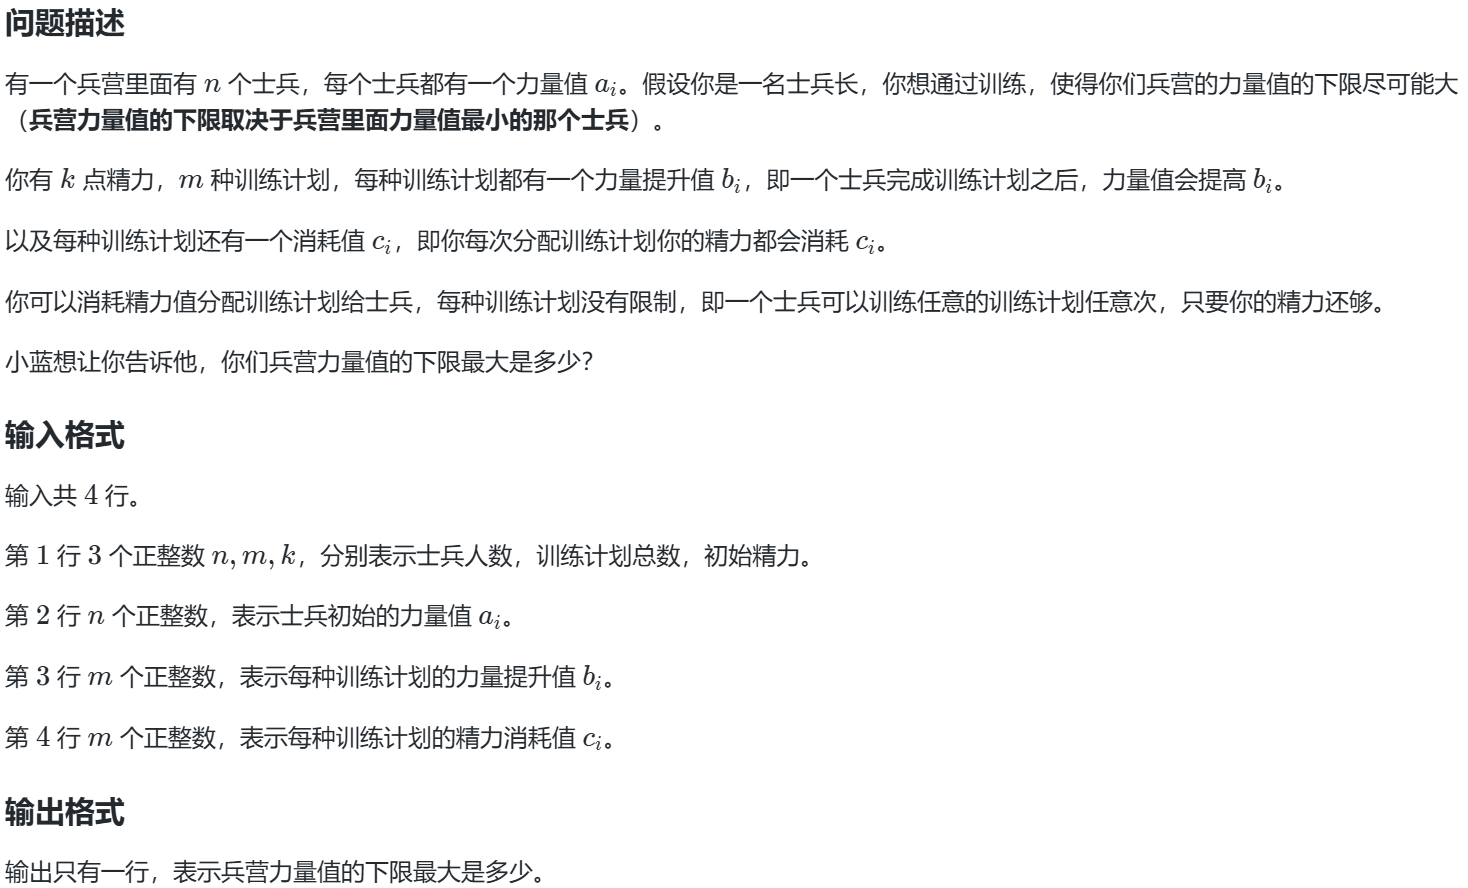 问题描述
有一个兵营里面有 n 个士兵，每个士兵都有一个力量值 aᵢ。假设你是一名士兵长，你想通过训练，使得你们兵营的力量值的下限尽可能大
（兵营力量值的下限取决于兵营里面力量值最小的那个士兵）。
你有 k 点精力，m 种训练计划，每种训练计划都有一个力量提升值 bᵢ，即一个士兵完成训练计划之后，力量值会提高 bᵢ。
以及每种训练计划还有一个消耗值 cᵢ，即你每次分配训练计划你的精力都会消耗 cᵢ。
你可以消耗精力值分配训练计划给士兵，每种训练计划没有限制，即一个士兵可以训练任意的训练计划任意次，只要你的精力还够。
小蓝想让你告诉他，你们兵营力量值的下限最大是多少？
输入格式
输入共 4 行。
第 1 行 3 个正整数 n, m, k，分别表示士兵人数，训练计划总数，初始精力。
第 2 行 n 个正整数，表示士兵初始的力量值 aᵢ。
第 3 行 m 个正整数，表示每种训练计划的力量提升值 bᵢ。
第 4 行 m 个正整数，表示每种训练计划的精力消耗值 cᵢ。
输出格式
输出只有一行，表示兵营力量值的下限最大是多少。